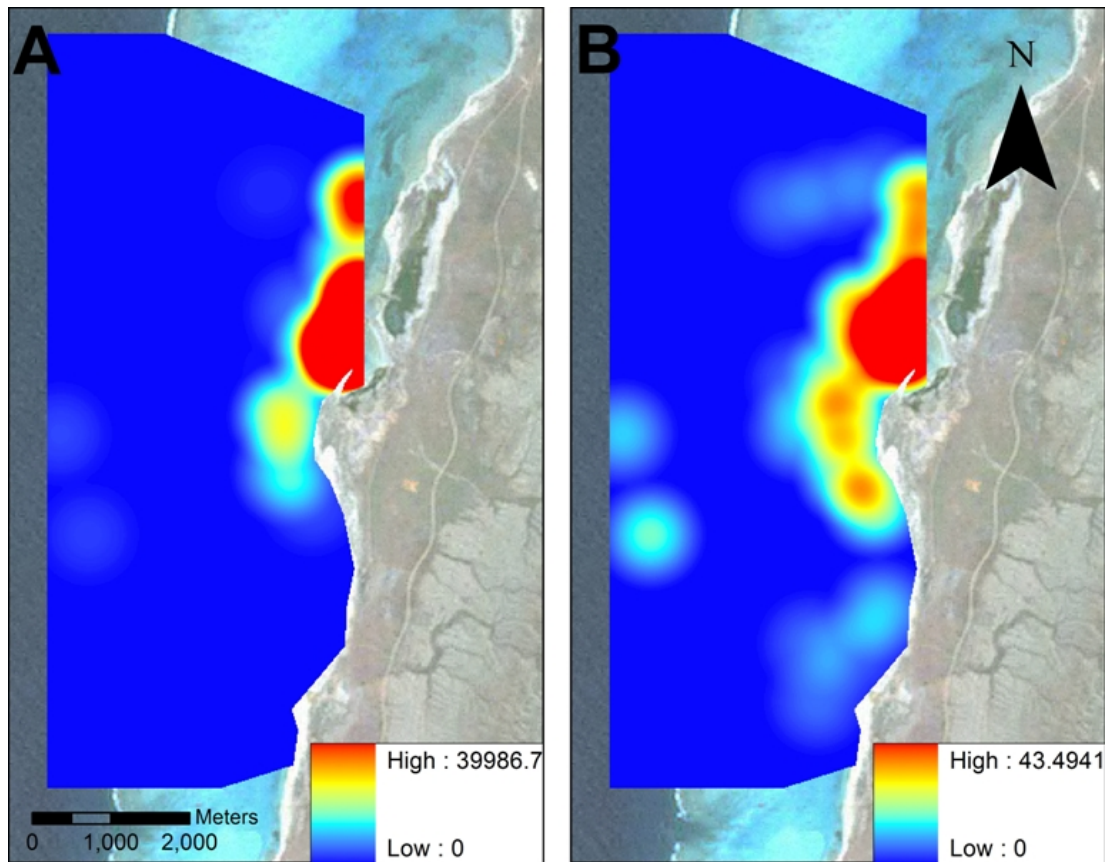 A
B
N
High : 39986.7
Low : 0
High : 43.4941
Low : 0
Meters
0 1,000 2,000